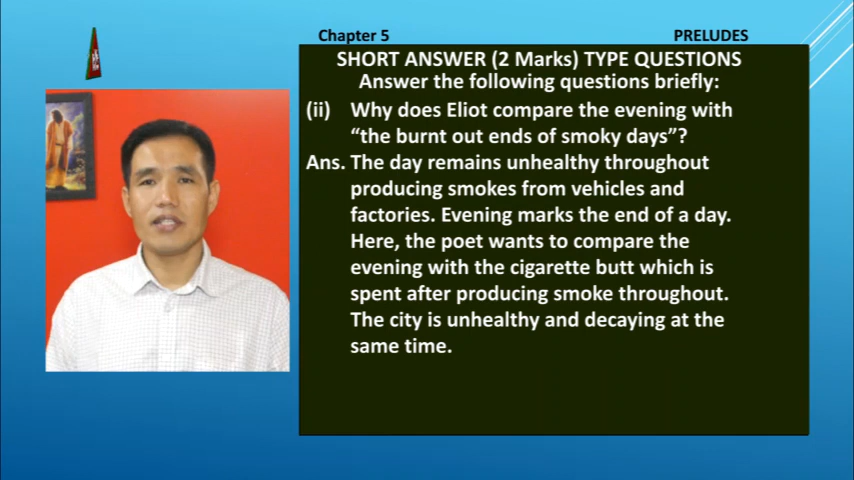 Chapter 5 PRELUDES
SHORT ANSWER (2 Marks) TYPE QUESTIONS
Answer the following questions briefly:
(ii) Why does Eliot compare the evening with
“the burnt out ends of smoky days”?
Ans. The day remains unhealthy throughout
producing smokes from vehicles and
factories. Evening marks the end of a day.
Here, the poet wants to compare the
evening with the cigarette butt which is
spent after producing smoke throughout.
The city is unhealthy and decaying at the
same time.